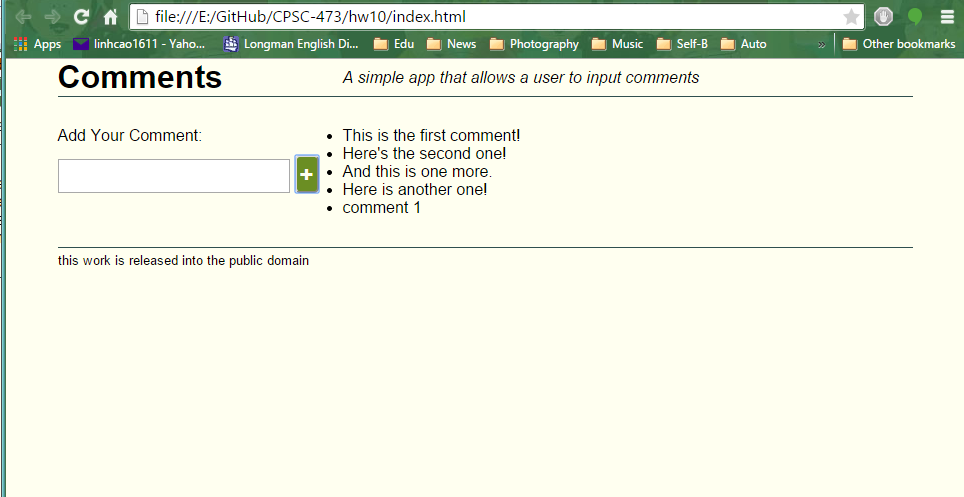 file:///E:/GitHub/CPSC-473/hw10/index.html
Apps linhcao1611 - Yaho... Longman English Di... Edu News Photography Music Self-B Auto » Other bookmarks
Comments A simple app that allows a user to input comments
Add Your Comment:
+
• This is the first comment!
• Here's the second one!
• And this is one more.
• Here is another one!
• comment 1
this work is released into the public domain